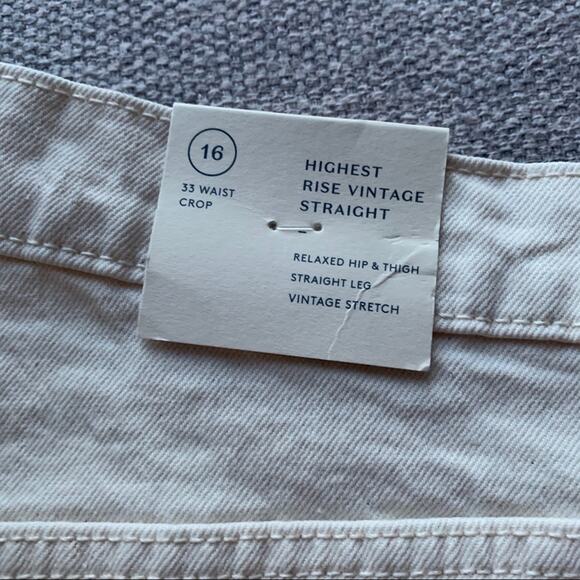 16
33 WAIST
CROP
HIGHEST
RISE VINTAGE
STRAIGHT
RELAXED HIP & THIGH
STRAIGHT LEG
VINTAGE STRETCH